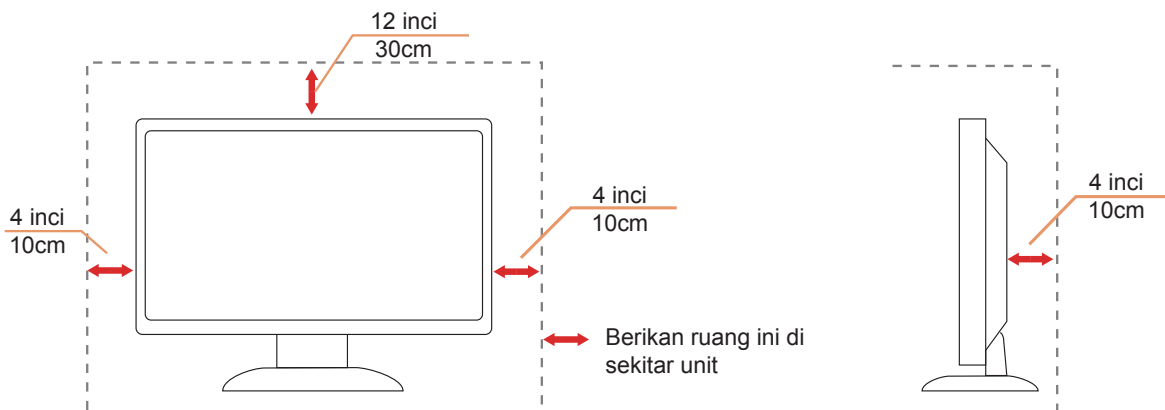 12 inci
30cm
4 inci
10cm
4 inci
10cm
4 inci
10cm
Berikan ruang ini di
sekitar unit